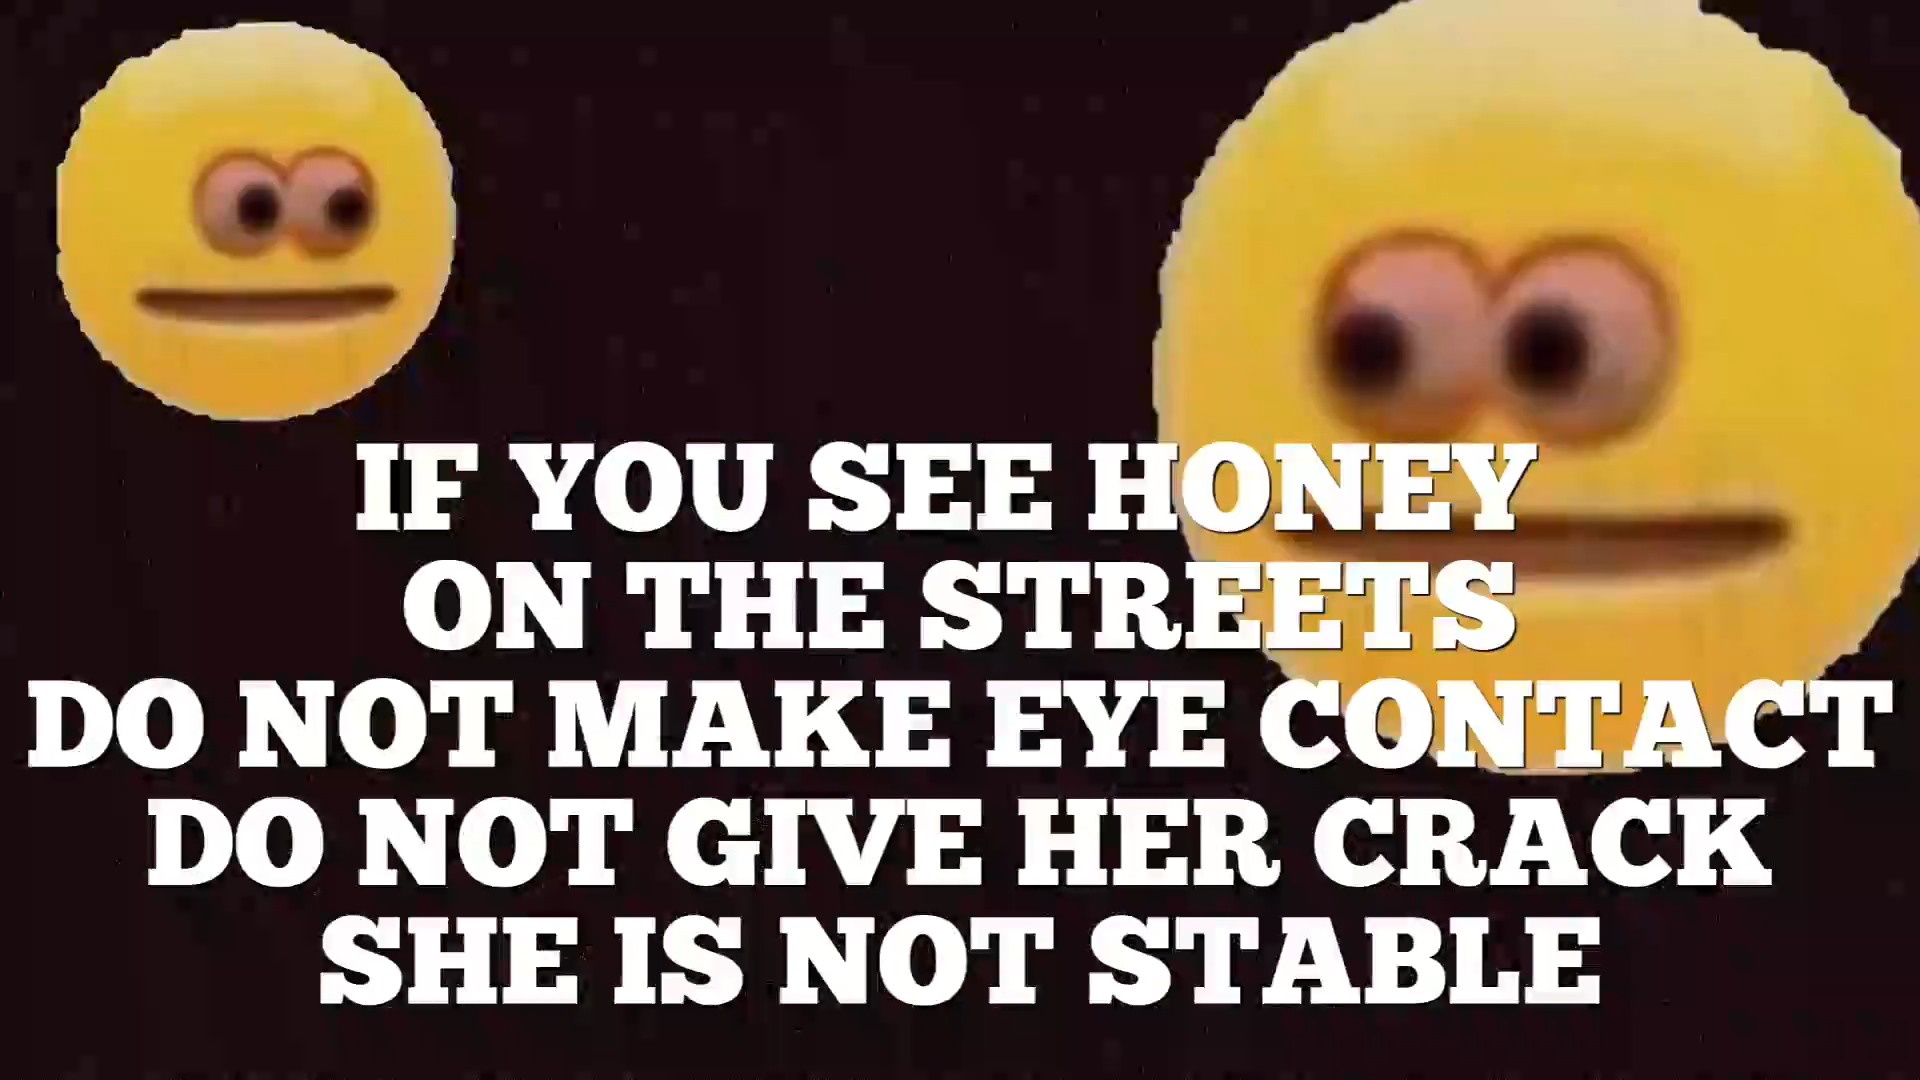 IF YOU SEE HONEY
ON THE STREETS
DO NOT MAKE EYE CONTACT
DO NOT GIVE HER CRACK
SHE IS NOT STABLE